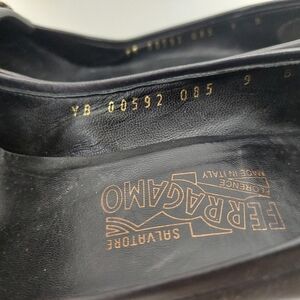 YB 00592 085 9 B
SALVATORE
FERRAGAMO
FLORENCE
MADE IN ITALY